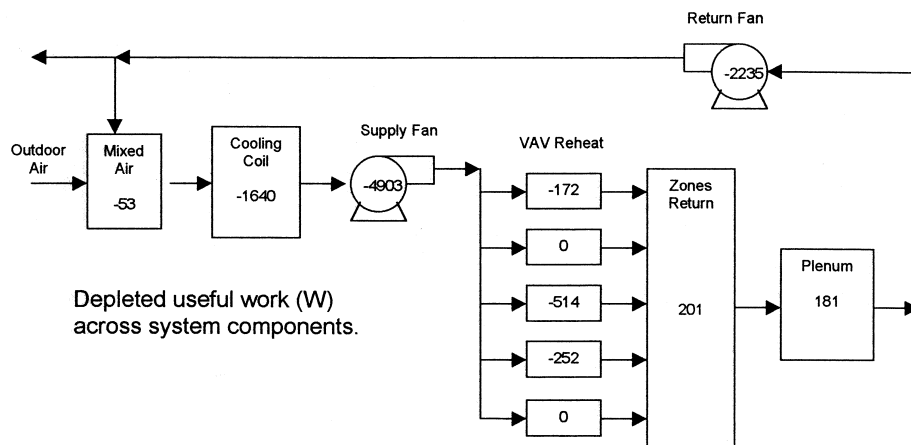 Return Fan
-2235
Supply Fan
VAV Reheat
Outdoor
Air
Mixed
Air
-53
Cooling
Coil
-1640
-4903
-172
0
-514
-252
0
Zones
Return
201
Plenum
181
Depleted useful work (W)
across system components.